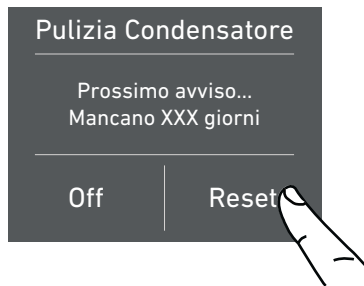 Pulizia Condensatore
Prossimo avviso...
Mancano XXX giorni
Off
Reset